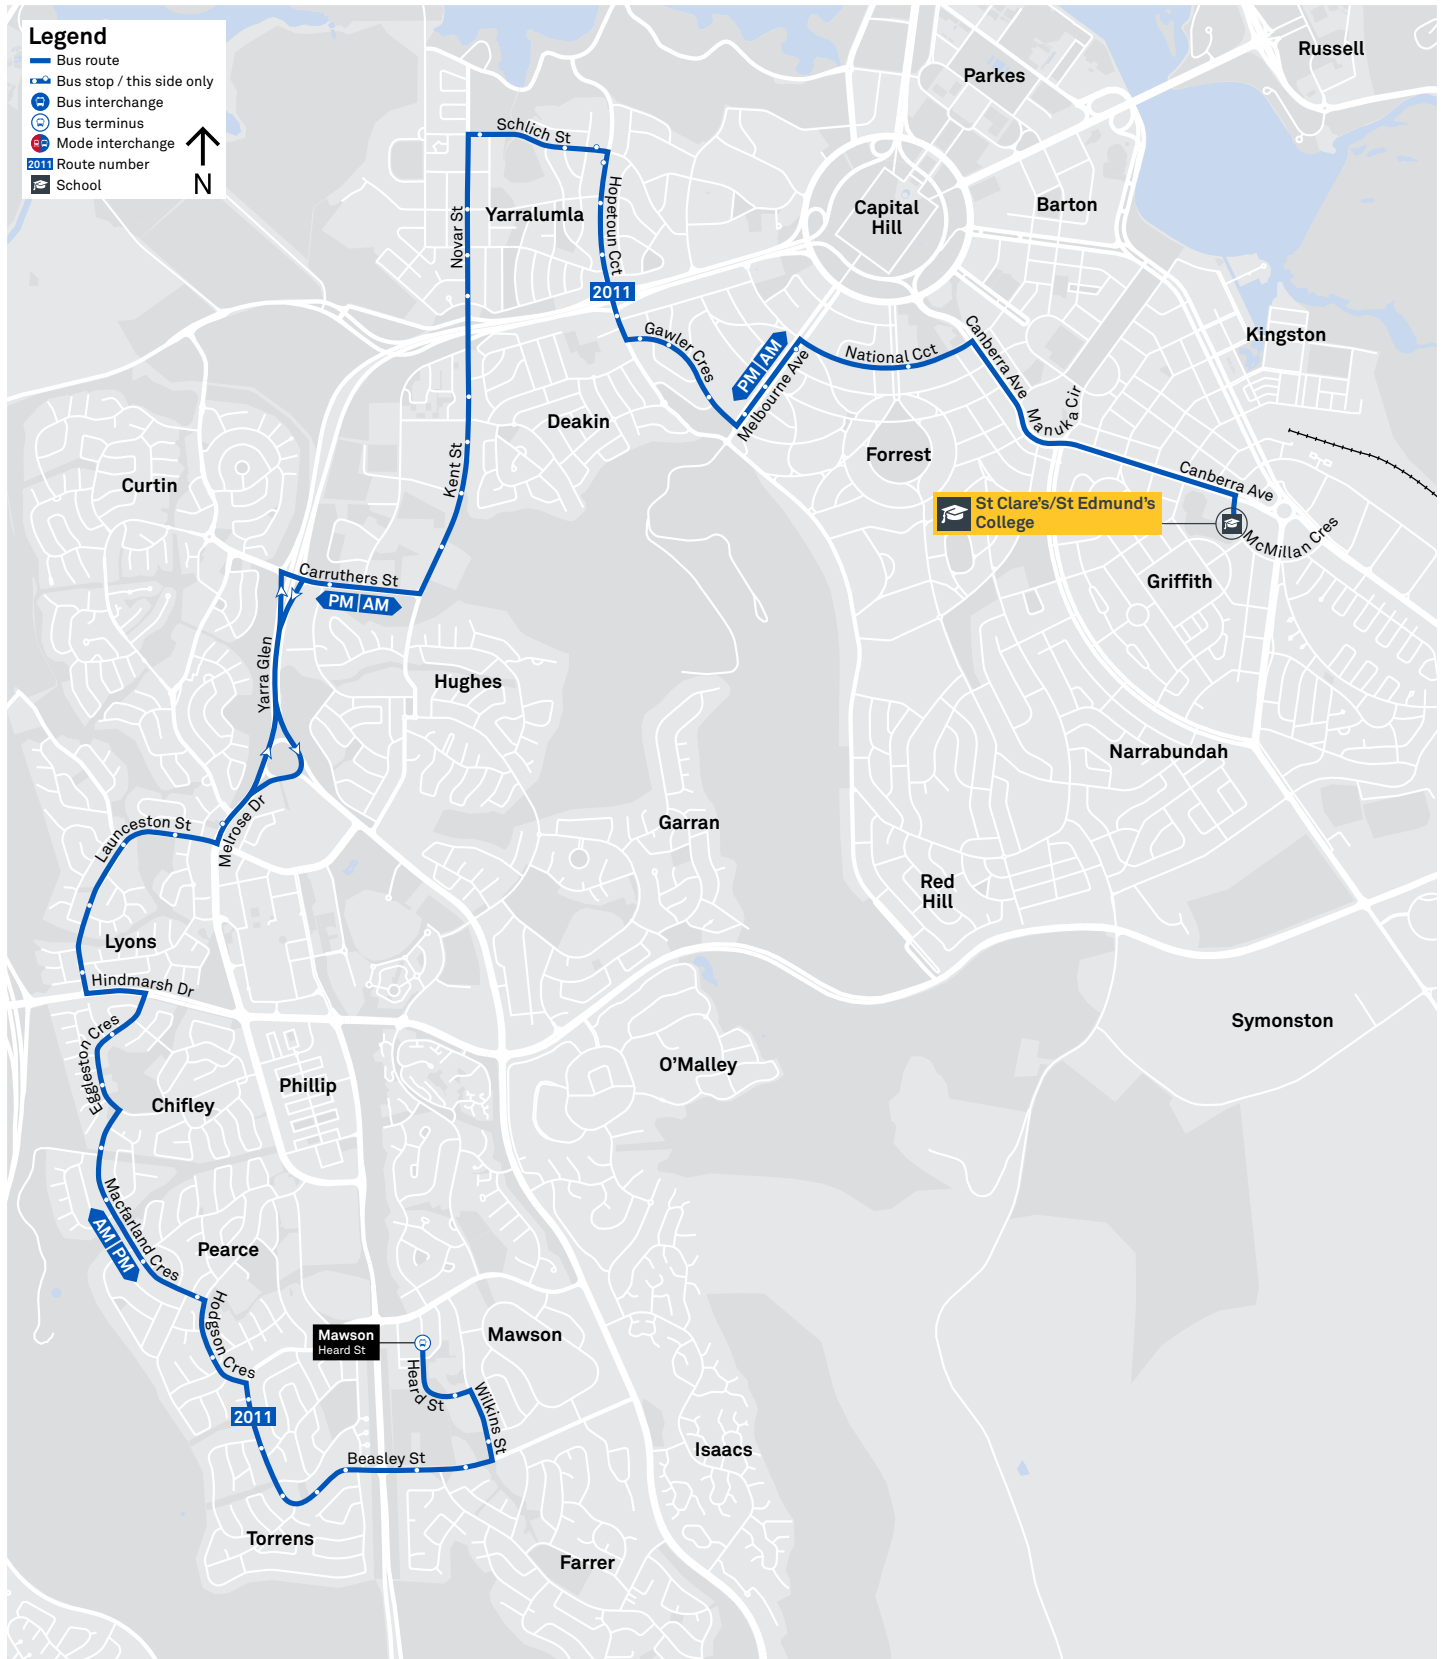 Legend
Bus route
Bus stop / this side only
Bus interchange
Bus terminus
Mode interchange
2011 Route number
School
N
Russell
Parkes
Schlich St
Barton
Capital
Hill
Yarralumla
Novar St
Hopetoun Cct
2011
Kingston
Gawler Cres
PM AM
Melbourne Ave
National Cct
Canberra Ave
Manuka Cir
Deakin
Forrest
Kent St
Curtin
Canberra Ave
St Clare's/St Edmund's
College
McMillan Cres
Griffith
Carruthers St
PM AM
Yarra Glen
Hughes
Narrabundah
Launceston St
Melrose Dr
Garran
Red
Hill
Lyons
Hindmarsh Dr
Symonston
Eggleston Cres
O'Malley
Phillip
Chifley
Macfarland Cres
AM PM
Pearce
Hodgson Cres
Mawson
Heard St
Mawson
Heard St
Wilkins St
2011
Beasley St
Isaacs
Torrens
Farrer